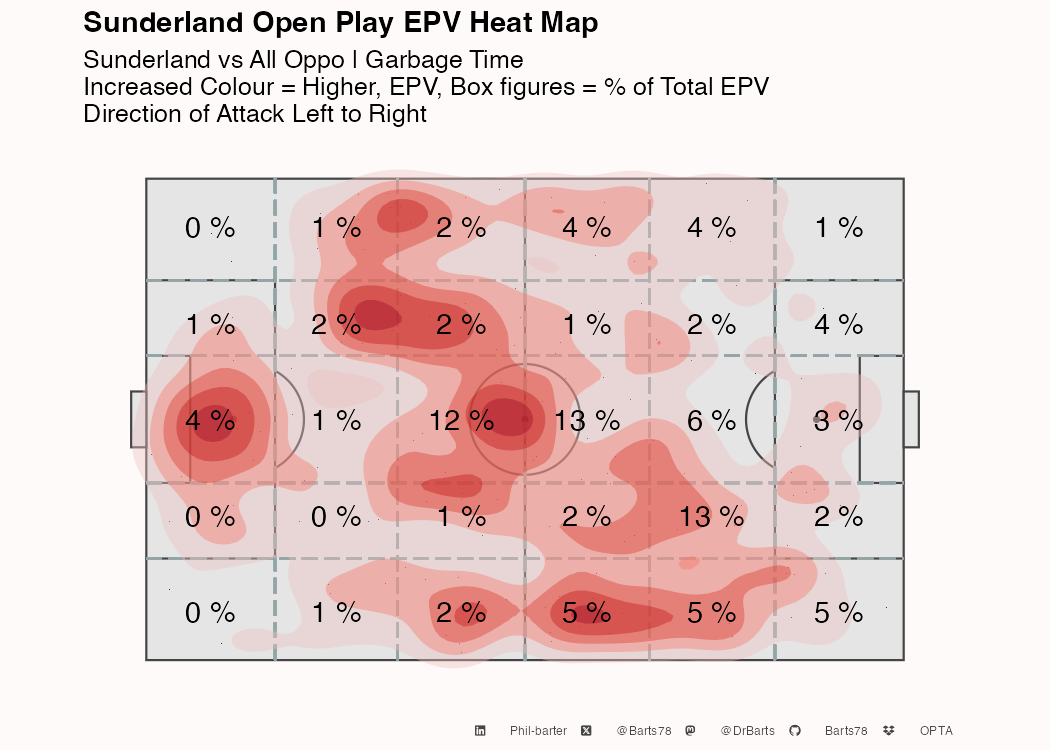 Sunderland Open Play EPV Heat Map
Sunderland vs All Oppo | Garbage Time
Increased Colour = Higher, EPV, Box figures = % of Total EPV
Direction of Attack Left to Right
0 % 1 % 2 % 4 % 4 % 1 %
1 % 2 % 2 % 1 % 2 % 4 %
4 % 1 % 12 % 13 % 6 % 3 %
0 % 0 % 1 % 2 % 13 % 2 %
0 % 1 % 2 % 5 % 5 % 5 %
Phil-barter @Barts78 @DrBarts Barts78 OPTA